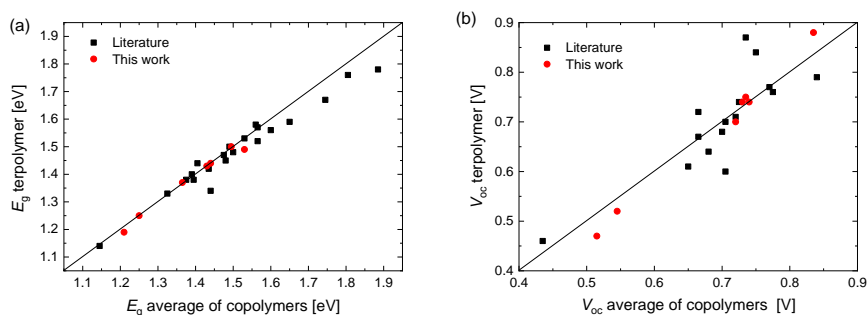 (a)
Literature
This work
1.9
1.8
1.7
1.6
1.5
1.4
1.3
1.2
1.1
Eg terpolymer [eV]
1.1 1.2 1.3 1.4 1.5 1.6 1.7 1.8 1.9
Eg average of copolymers [eV]
(b)
Literature
This work
0.9
0.8
0.7
0.6
0.5
0.4
Voc terpolymer [V]
0.4 0.5 0.6 0.7 0.8 0.9
Voc average of copolymers [V]